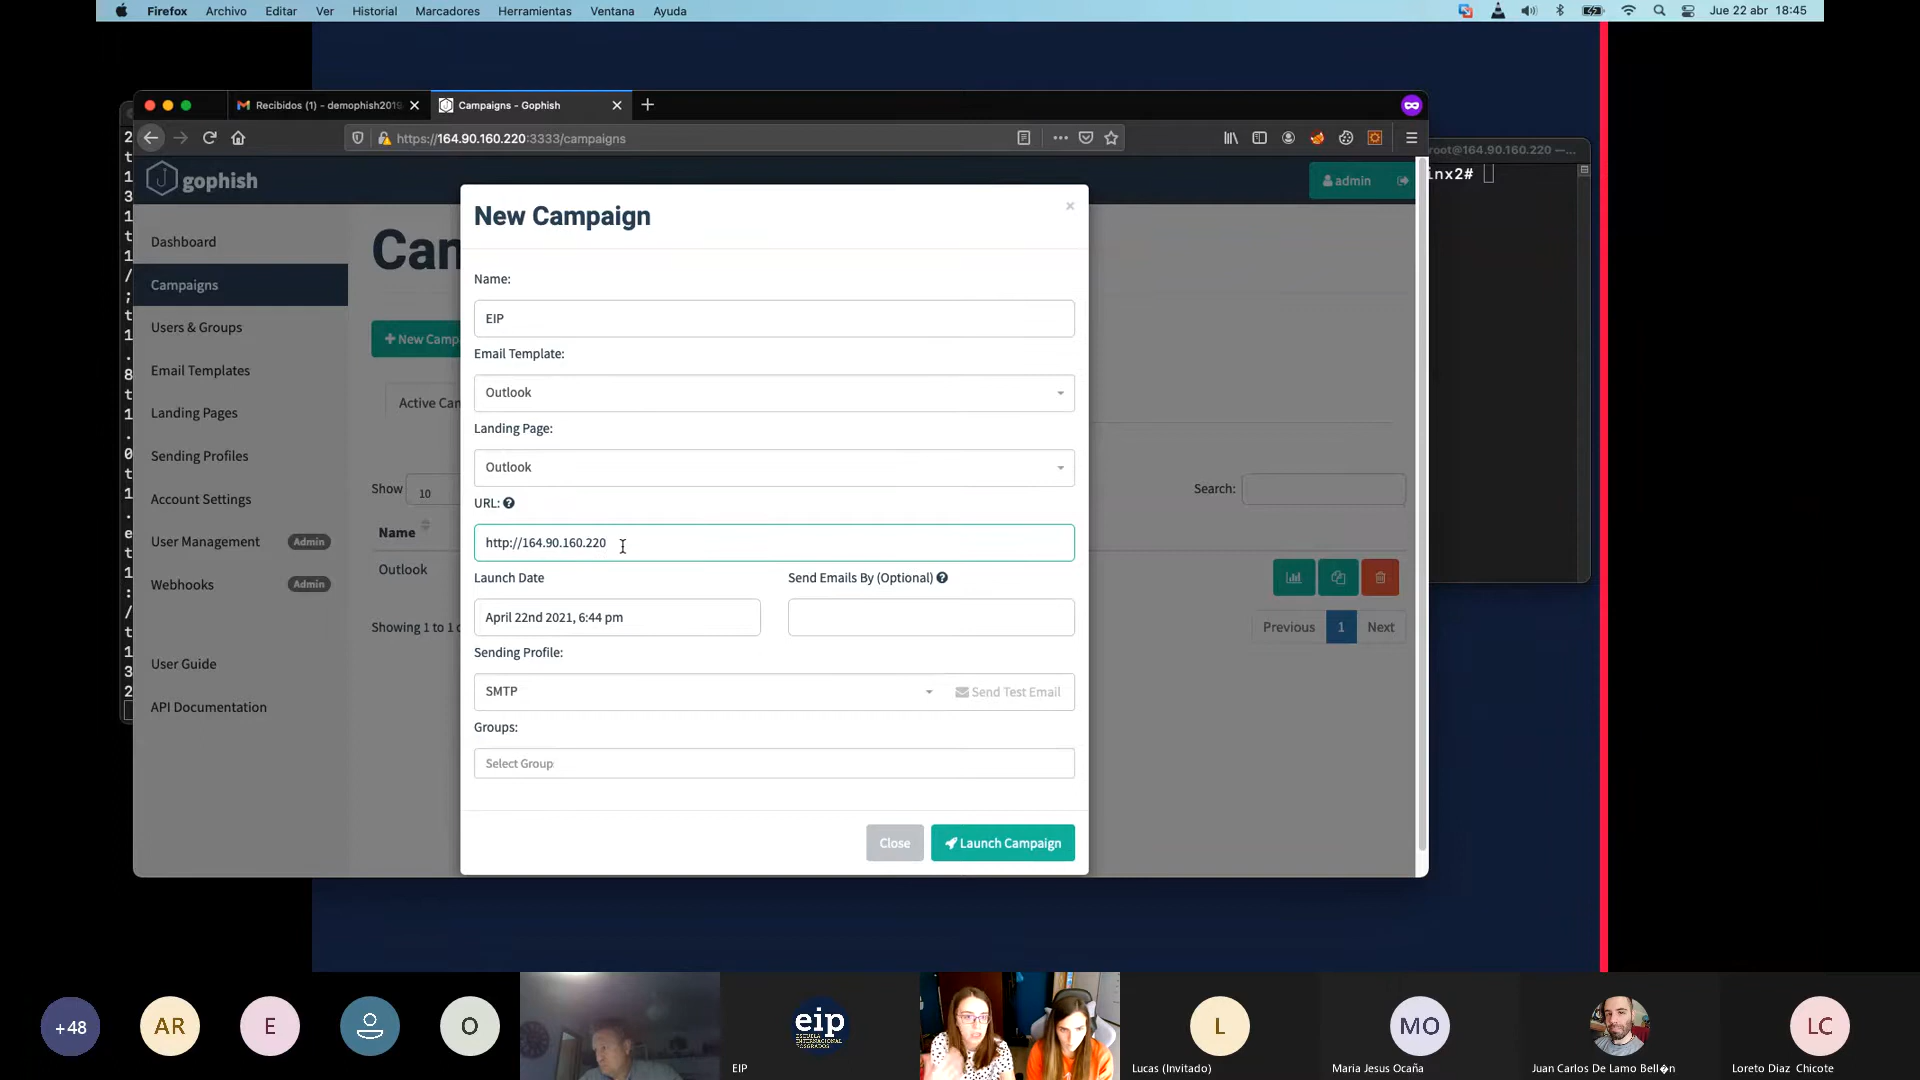 Firefox Archivo Editar Ver Historial Marcadores Herramientas Ventana Ayuda Jue 22 abr 18:45
Recibidos (1) - demophish2019 Campaigns - Gophish
https://164.90.160.220:3333/campaigns
root@164.90.160.220 —...
inx2#
gophish
admin
Dashboard
Campaigns
Users & Groups
Email Templates
Landing Pages
Sending Profiles
Account Settings
User Management Admin
Webhooks Admin
User Guide
API Documentation
Can
New Camp
Active Can
Show 10
Search:
Name
Outlook
Showing 1 to 1 o
Previous 1 Next
New Campaign
×
Name:
EIP
Email Template:
Outlook
Landing Page:
Outlook
URL:
http://164.90.160.220
Launch Date
Send Emails By (Optional)
April 22nd 2021, 6:44 pm
Sending Profile:
SMTP
Send Test Email
Groups:
Select Group
Close
Launch Campaign
+48
AR
E
O
eip
ESCUELA
INTERNACIONAL
POSGRADOS
EIP
L
Lucas (Invitado)
MO
Maria Jesus Ocaña
Juan Carlos De Lamo Bell�n
LC
Loreto Diaz Chicote